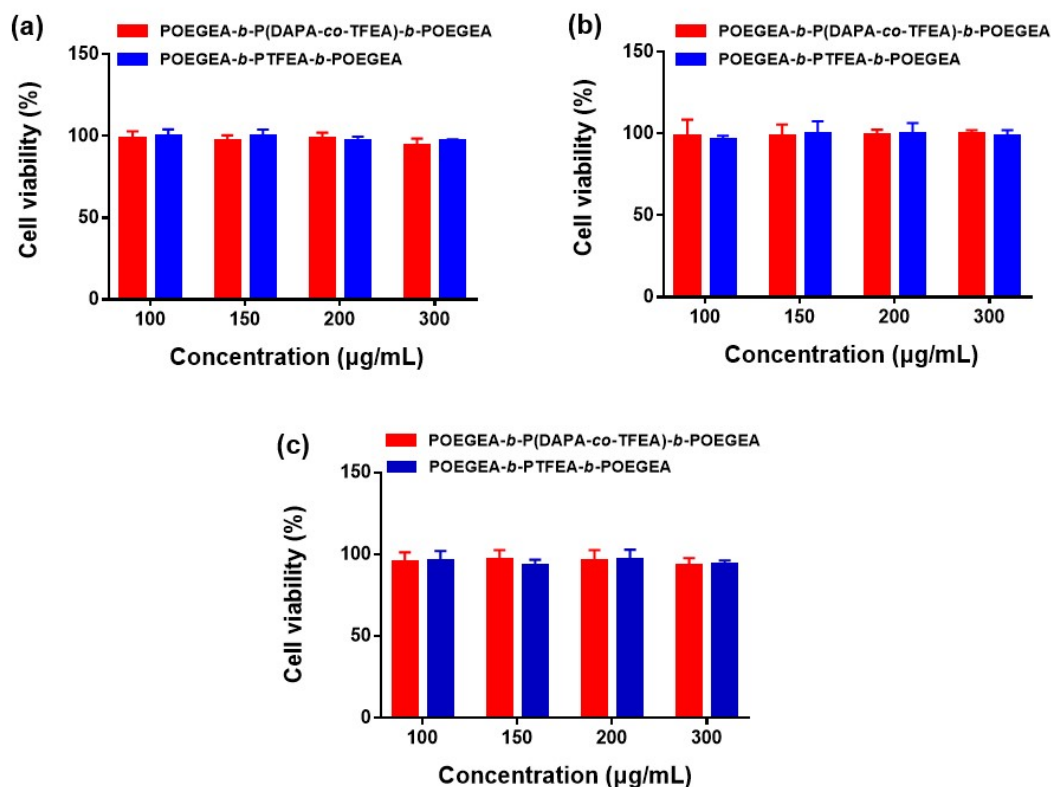 (a)
POEGEA-b-P(DAPA-co-TFEA)-b-POEGEA
POEGEA-b-PTFEA-b-POEGEA
150
100
50
0
Cell viability (%)
100 150 200 300
Concentration (µg/mL)
(b)
POEGEA-b-P(DAPA-co-TFEA)-b-POEGEA
POEGEA-b-PTFEA-b-POEGEA
150
100
50
0
Cell viability (%)
100 150 200 300
Concentration (µg/mL)
(c)
POEGEA-b-P(DAPA-co-TFEA)-b-POEGEA
POEGEA-b-PTFEA-b-POEGEA
150
100
50
0
Cell viability (%)
100 150 200 300
Concentration (µg/mL)